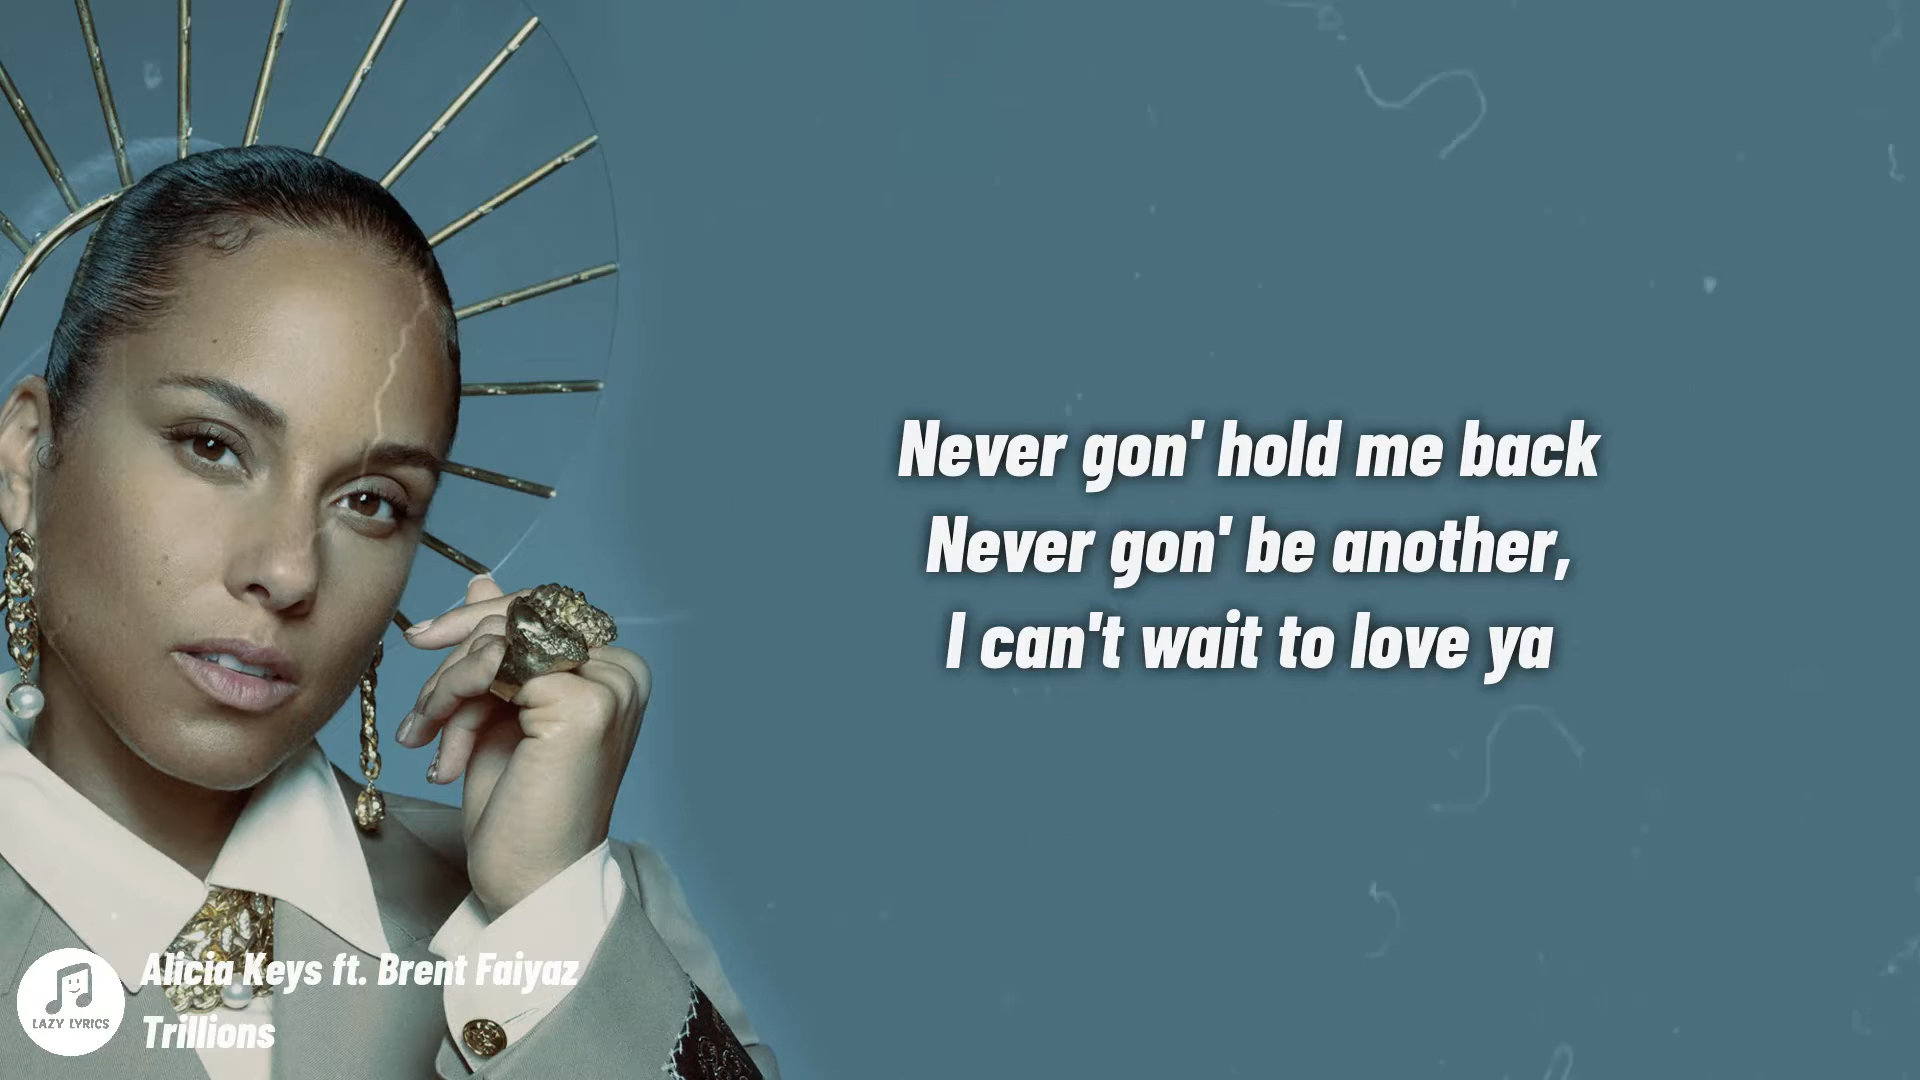 Never gon' hold me back
Never gon' be another,
I can't wait to love ya
LAZY LYRICS
Alicia Keys ft. Brent Faiyaz
Trillions